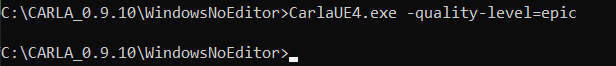 C:\CARLA_0.9.10\WindowsNoEditor>CarlaUE4.exe -quality-level=epic
C:\CARLA_0.9.10\WindowsNoEditor>